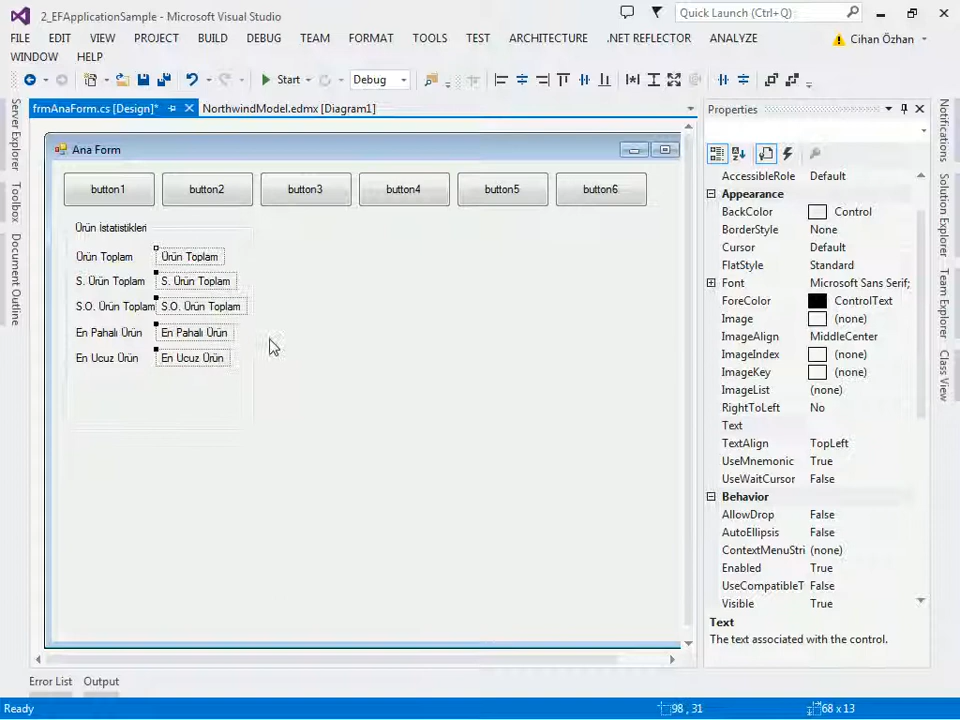 2_EFApplicationSample - Microsoft Visual Studio
Quick Launch (Ctrl+Q)
FILE EDIT VIEW PROJECT BUILD DEBUG TEAM FORMAT TOOLS TEST ARCHITECTURE .NET REFLECTOR ANALYZE
Cihan Özhan
WINDOW HELP
Start Debug
frmAnaForm.cs [Design]* NorthwindModel.edmx [Diagram1]
Properties
Server Explorer
Toolbox
Document Outline
Ana Form
button1 button2 button3 button4 button5 button6
Ürün İstatistikleri
Ürün Toplam Ürün Toplam
S. Ürün Toplam S. Ürün Toplam
S.O. Ürün Toplam S.O. Ürün Toplam
En Pahalı Ürün En Pahalı Ürün
En Ucuz Ürün En Ucuz Ürün
AccessibleRole Default
Appearance
BackColor Control
BorderStyle None
Cursor Default
FlatStyle Standard
Font Microsoft Sans Serif;
ForeColor ControlText
Image (none)
ImageAlign MiddleCenter
ImageIndex (none)
ImageKey (none)
ImageList (none)
RightToLeft No
Text
TextAlign TopLeft
UseMnemonic True
UseWaitCursor False
Behavior
AllowDrop False
AutoEllipsis False
ContextMenuStri (none)
Enabled True
UseCompatibleT False
Visible True
Text
The text associated with the control.
Notifications
Solution Explorer
Team Explorer
Class View
Error List Output
Ready 98 , 31 68 x 13